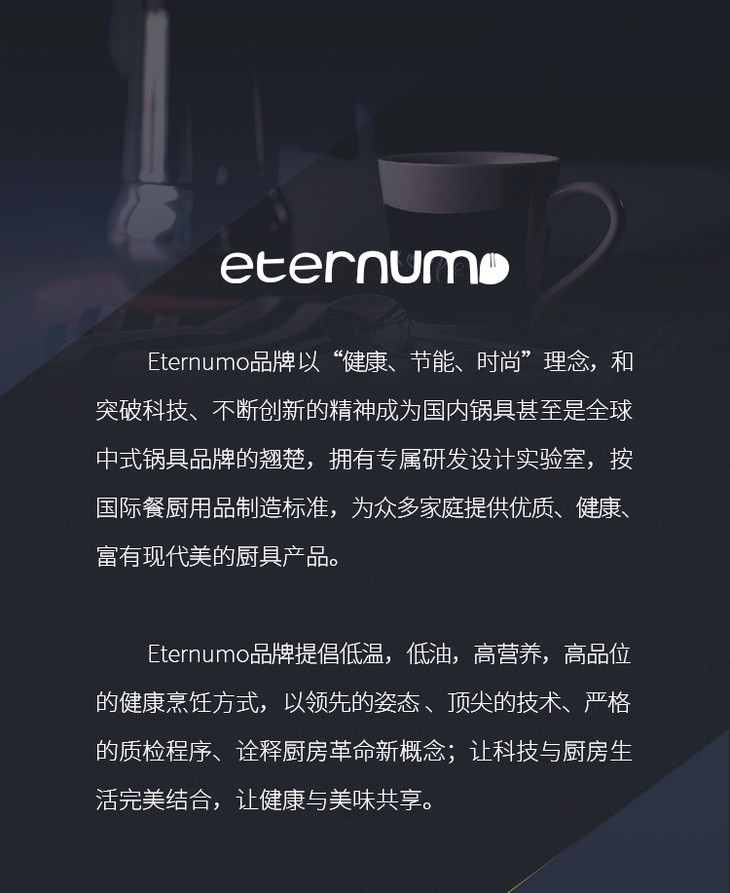 eternumo
Eternumo品牌以“健康、节能、时尚”理念，和
突破科技、不断创新的精神成为国内锅具甚至是全球
中式锅具品牌的翘楚，拥有专属研发设计实验室，按
国际餐厨用品制造标准，为众多家庭提供优质、健康、
富有现代美的厨具产品。
Eternumo品牌提倡低温，低油，高营养，高品位
的健康烹饪方式，以领先的姿态、顶尖的技术、严格
的质检程序、诠释厨房革命新概念；让科技与厨房生
活完美结合，让健康与美味共享。